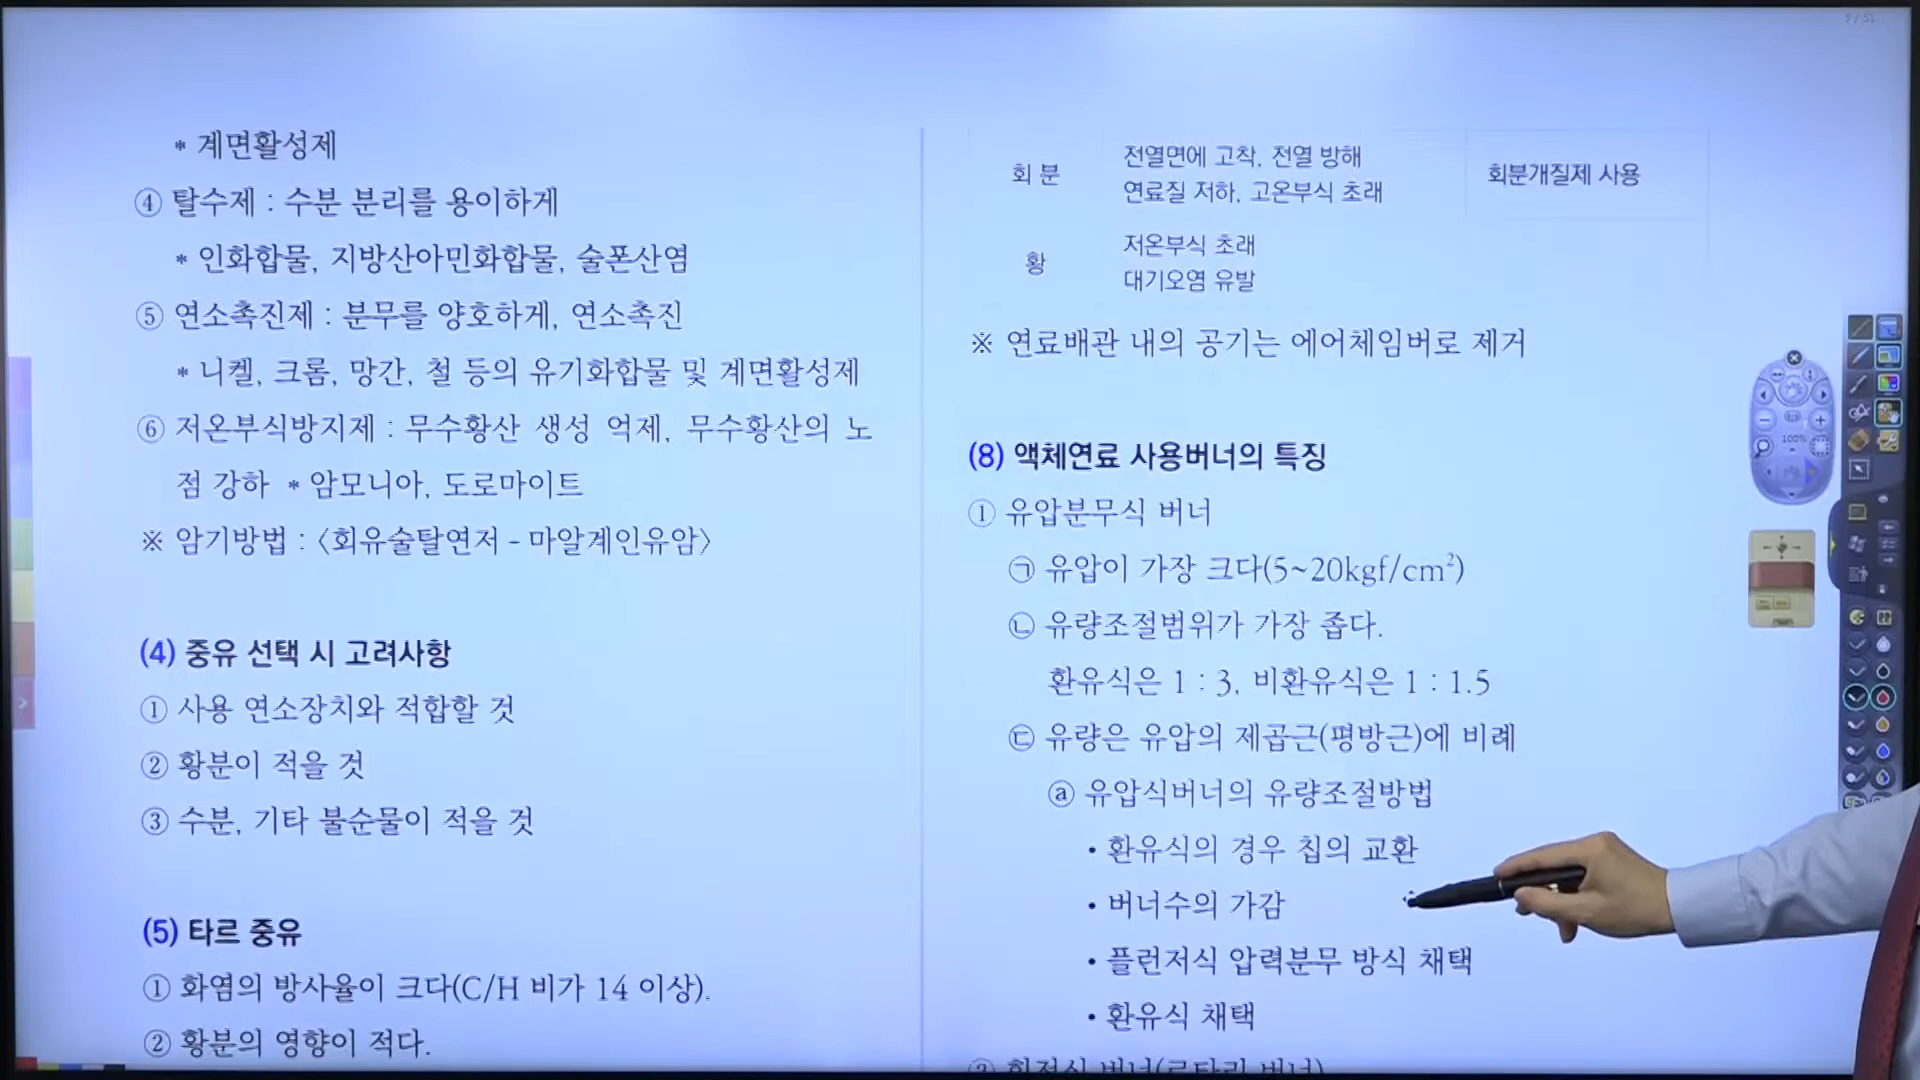 * 계면활성제
④ 탈수제 : 수분 분리를 용이하게
* 인화합물, 지방산아민화합물, 술폰산염
⑤ 연소촉진제 : 분무를 양호하게, 연소촉진
* 니켈, 크롬, 망간, 철 등의 유기화합물 및 계면활성제
⑥ 저온부식방지제 : 무수황산 생성 억제, 무수황산의 노
점 강하 * 암모니아, 도로마이트
※ 암기방법 : 〈회유술탈연저 - 마알계인유암〉
(4) 중유 선택 시 고려사항
① 사용 연소장치와 적합할 것
② 황분이 적을 것
③ 수분, 기타 불순물이 적을 것
(5) 타르 중유
① 화염의 방사율이 크다(C/H 비가 14 이상).
② 황분의 영향이 적다.
회 분
전열면에 고착, 전열 방해
연료질 저하, 고온부식 초래
회분개질제 사용
황
저온부식 초래
대기오염 유발
※ 연료배관 내의 공기는 에어체임버로 제거
(8) 액체연료 사용버너의 특징
① 유압분무식 버너
㉠ 유압이 가장 크다(5~20kgf/cm²)
㉡ 유량조절범위가 가장 좁다.
환유식은 1 : 3, 비환유식은 1 : 1.5
㉢ 유량은 유압의 제곱근(평방근)에 비례
ⓐ 유압식버너의 유량조절방법
• 환유식의 경우 칩의 교환
• 버너수의 가감
• 플런저식 압력분무 방식 채택
• 환유식 채택
② 회전식 버너(로타리 버너)
100%